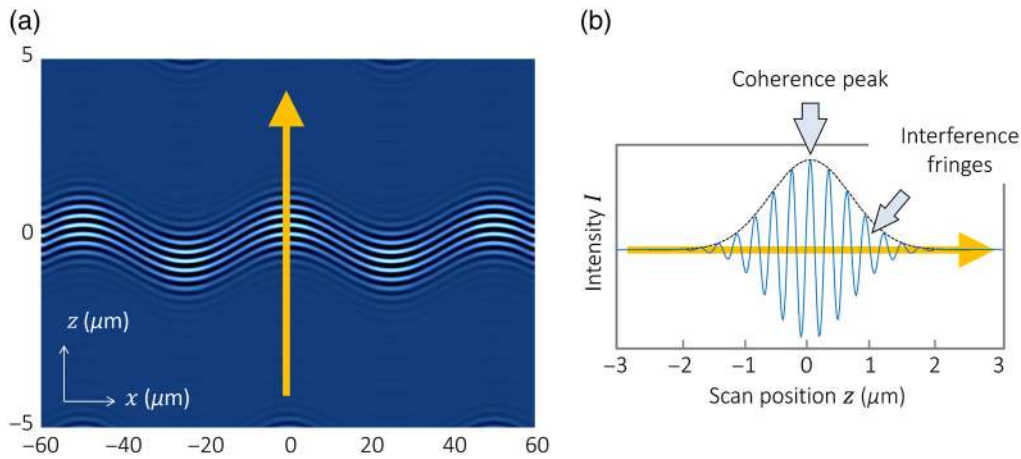 (a)
5
0
−5
z (μm)
x (μm)
−60 −40 −20 0 20 40 60
(b)
Coherence peak
Interference
fringes
Intensity I
−3 −2 −1 0 1 2 3
Scan position z (μm)